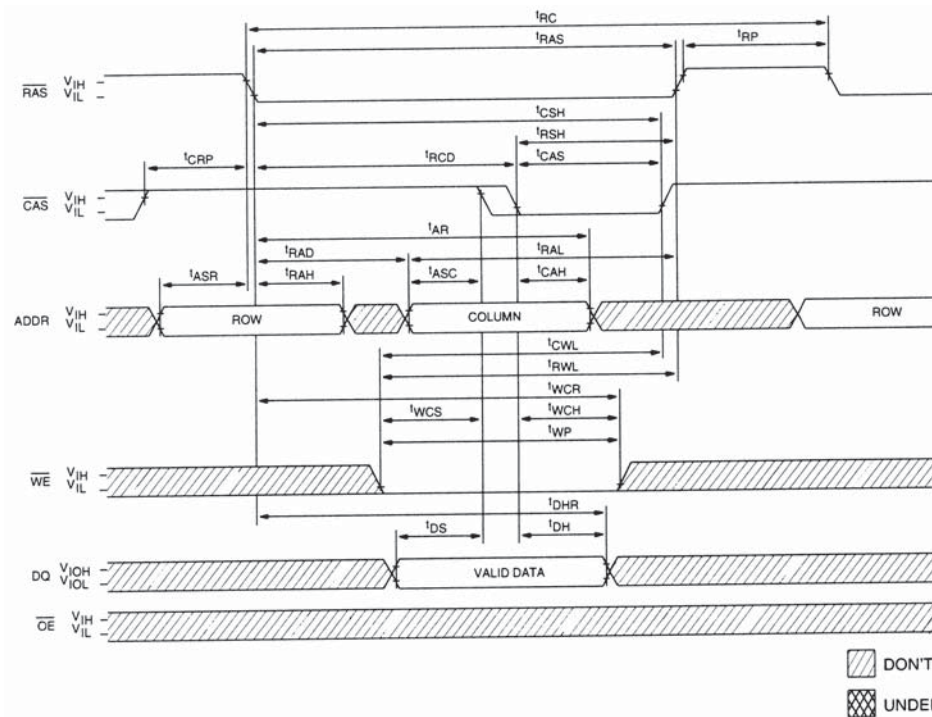 tRC
tRAS
tRP
RAS VIH
VIL
tCSH
tRSH
tCRP
tRCD
tCAS
CAS VIH
VIL
tAR
tRAD
tRAL
tASR
tRAH
tASC
tCAH
ADDR VIH
VIL
ROW
COLUMN
ROW
tCWL
tRWL
tWCR
tWCS
tWCH
tWP
WE VIH
VIL
tDHR
tDS
tDH
DQ VIOH
VIOL
VALID DATA
OE VIH
VIL
DON'T
UNDE